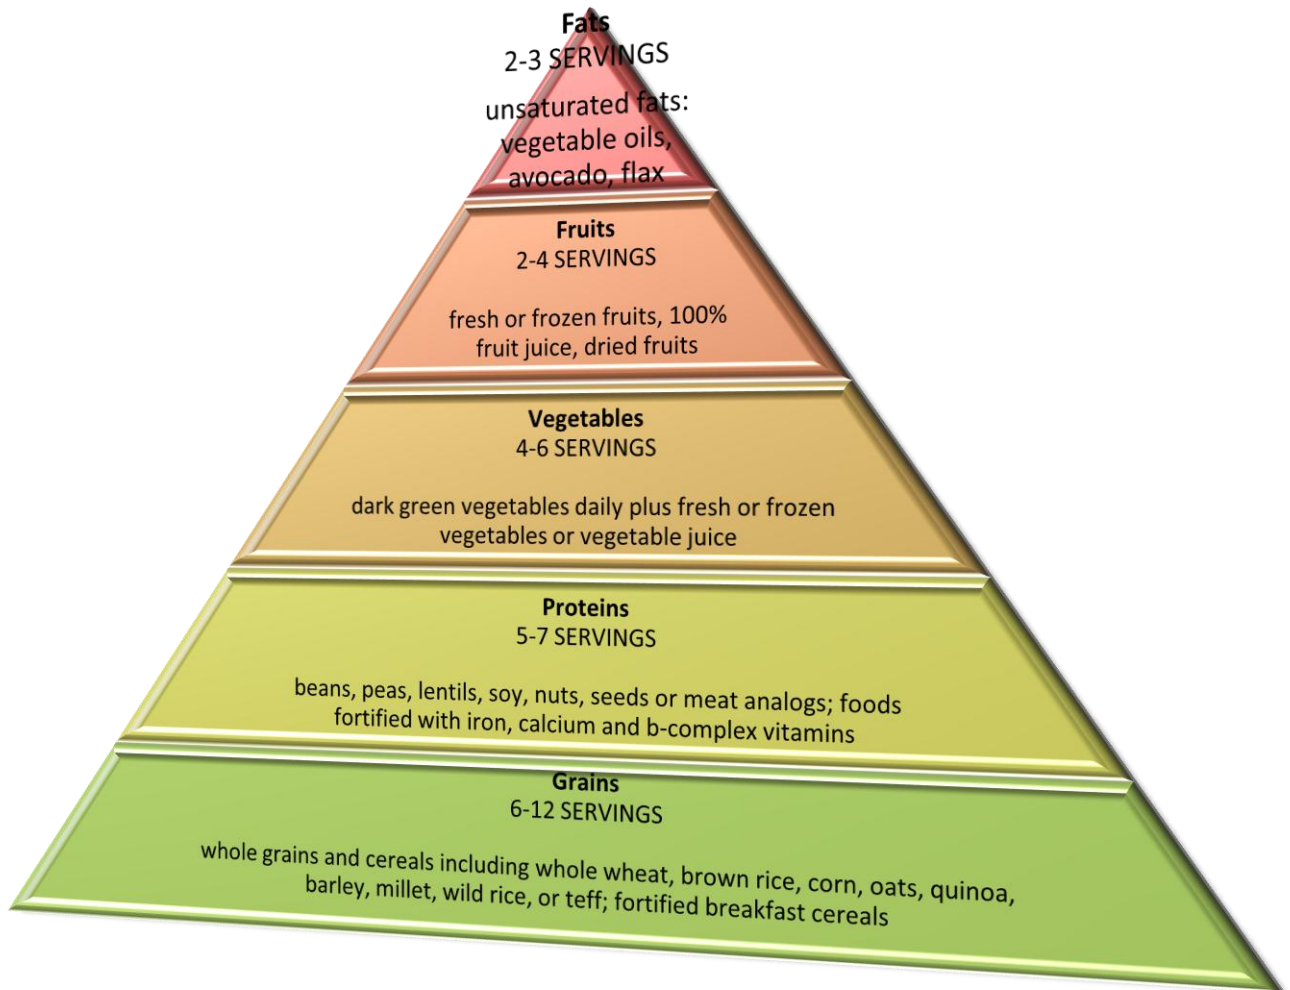 Fats
2-3 SERVINGS
unsaturated fats:
vegetable oils,
avocado, flax
Fruits
2-4 SERVINGS
fresh or frozen fruits, 100%
fruit juice, dried fruits
Vegetables
4-6 SERVINGS
dark green vegetables daily plus fresh or frozen
vegetables or vegetable juice
Proteins
5-7 SERVINGS
beans, peas, lentils, soy, nuts, seeds or meat analogs; foods
fortified with iron, calcium and b-complex vitamins
Grains
6-12 SERVINGS
whole grains and cereals including whole wheat, brown rice, corn, oats, quinoa,
barley, millet, wild rice, or teff; fortified breakfast cereals